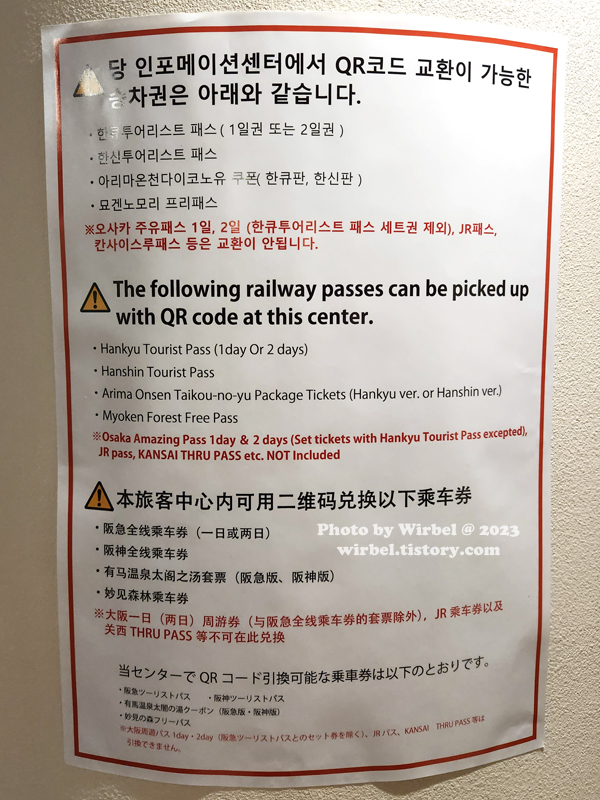 당 인포메이션센터에서 QR코드 교환이 가능한
승차권은 아래와 같습니다.
・한큐투어리스트 패스 ( 1일권 또는 2일권 )
・한신투어리스트 패스
・아리마온천다이코노유 쿠폰( 한큐판, 한신판 )
・묘겐노모리 프리패스
※오사카 주유패스 1일, 2일 (한큐투어리스트 패스 세트권 제외), JR패스,
칸사이스루패스 등은 교환이 안됩니다.
The following railway passes can be picked up
with QR code at this center.
・Hankyu Tourist Pass (1day Or 2 days)
・Hanshin Tourist Pass
・Arima Onsen Taikou-no-yu Package Tickets (Hankyu ver. or Hanshin ver.)
・Myoken Forest Free Pass
※Osaka Amazing Pass 1day & 2 days (Set tickets with Hankyu Tourist Pass excepted),
JR pass, KANSAI THRU PASS etc. NOT Included
本旅客中心内可用二维码兑换以下乘车券
・阪急全线乘车券（一日或两日）
・阪神全线乘车券
・有马温泉太阁之汤套票（阪急版、阪神版）
・妙见森林乘车券
※大阪一日（两日）周游券（与阪急全线乘车券的套票除外），JR 乘车券以及
关西 THRU PASS 等不可在此兑换
Photo by Wirbel @ 2023
wirbel.tistory.com
当センターで QR コード引換可能な乗車券は以下のとおりです。
・阪急ツーリストパス ・阪神ツーリストパス
・有馬温泉太閤の湯クーポン（阪急版・阪神版）
・妙見の森フリーパス
※大阪周遊パス 1day・2day（阪急ツーリストパスとのセット券を除く）、JR パス、KANSAI THRU PASS 等は
引換できません。